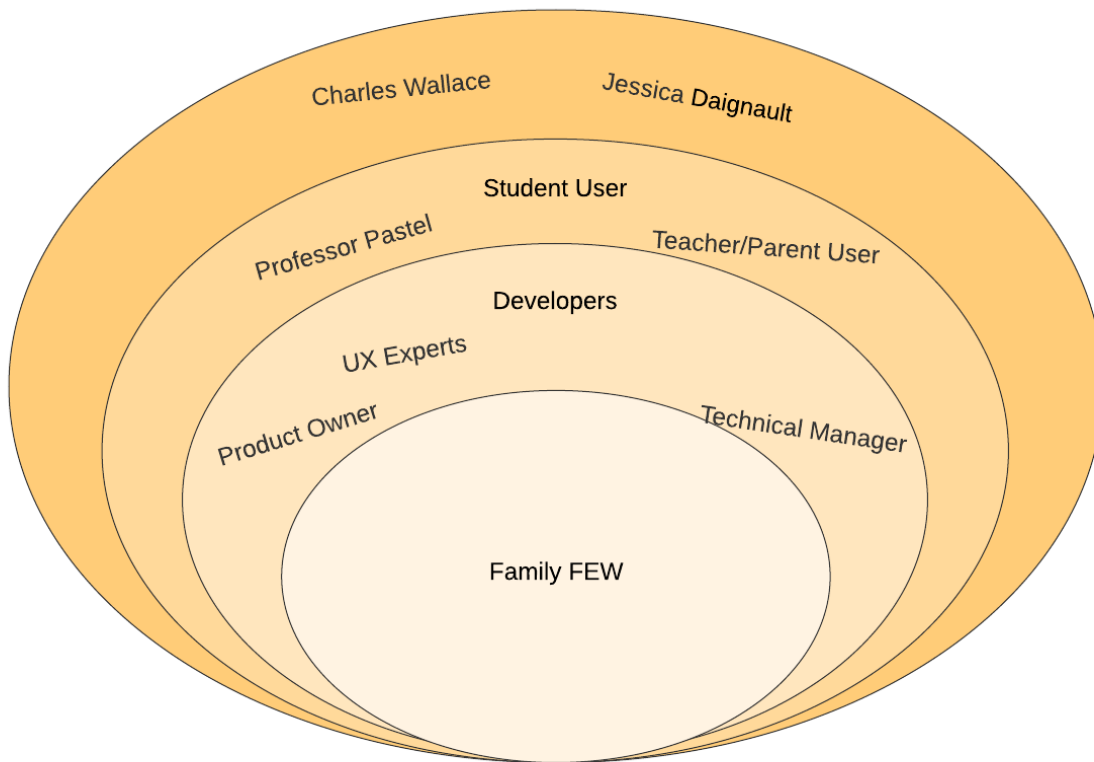 Charles Wallace
Jessica Daignault
Student User
Professor Pastel
Teacher/Parent User
Developers
UX Experts
Product Owner
Technical Manager
Family FEW